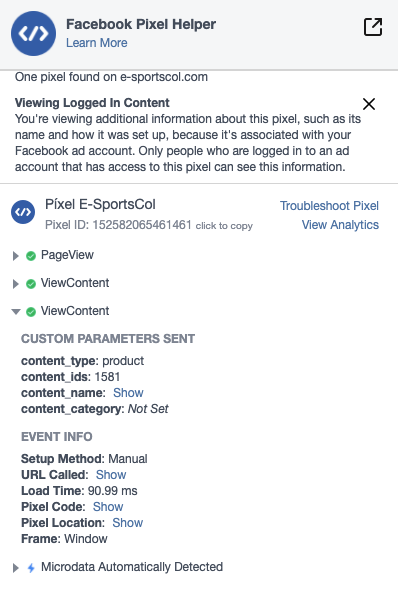 Facebook Pixel Helper
Learn More
One pixel found on e-sportscol.com
Viewing Logged In Content
You're viewing additional information about this pixel, such as its
name and how it was set up, because it's associated with your
Facebook ad account. Only people who are logged in to an ad
account that has access to this pixel can see this information.
Píxel E-SportsCol
Troubleshoot Pixel
Pixel ID: 152582065461461 click to copy
View Analytics
PageView
ViewContent
ViewContent
CUSTOM PARAMETERS SENT
content_type: product
content_ids: 1581
content_name: Show
content_category: Not Set
EVENT INFO
Setup Method: Manual
URL Called: Show
Load Time: 90.99 ms
Pixel Code: Show
Pixel Location: Show
Frame: Window
Microdata Automatically Detected